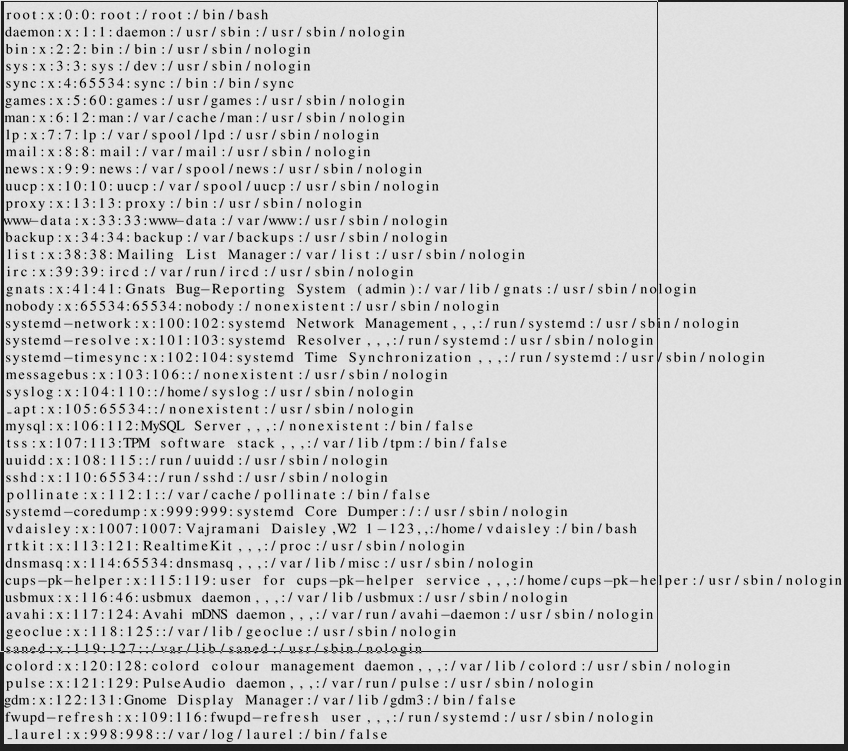 root:x:0:0:root:/root:/bin/bash
daemon:x:1:1:daemon:/usr/sbin:/usr/sbin/nologin
bin:x:2:2:bin:/bin:/usr/sbin/nologin
sys:x:3:3:sys:/dev:/usr/sbin/nologin
sync:x:4:65534:sync:/bin:/bin/sync
games:x:5:60:games:/usr/games:/usr/sbin/nologin
man:x:6:12:man:/var/cache/man:/usr/sbin/nologin
lp:x:7:7:lp:/var/spool/lpd:/usr/sbin/nologin
mail:x:8:8:mail:/var/mail:/usr/sbin/nologin
news:x:9:9:news:/var/spool/news:/usr/sbin/nologin
uucp:x:10:10:uucp:/var/spool/uucp:/usr/sbin/nologin
proxy:x:13:13:proxy:/bin:/usr/sbin/nologin
www-data:x:33:33:www-data:/var/www:/usr/sbin/nologin
backup:x:34:34:backup:/var/backups:/usr/sbin/nologin
list:x:38:38:Mailing List Manager:/var/list:/usr/sbin/nologin
irc:x:39:39:ircd:/var/run/ircd:/usr/sbin/nologin
gnats:x:41:41:Gnats Bug-Reporting System (admin):/var/lib/gnats:/usr/sbin/nologin
nobody:x:65534:65534:nobody:/nonexistent:/usr/sbin/nologin
systemd-network:x:100:102:systemd Network Management,,,:/run/systemd:/usr/sbin/nologin
systemd-resolve:x:101:103:systemd Resolver,,,:/run/systemd:/usr/sbin/nologin
systemd-timesync:x:102:104:systemd Time Synchronization,,,:/run/systemd:/usr/sbin/nologin
messagebus:x:103:106::/nonexistent:/usr/sbin/nologin
syslog:x:104:110::/home/syslog:/usr/sbin/nologin
_apt:x:105:65534::/nonexistent:/usr/sbin/nologin
mysql:x:106:112:MySQL Server,,,:/nonexistent:/bin/false
tss:x:107:113:TPM software stack,,,:/var/lib/tpm:/bin/false
uuidd:x:108:115::/run/uuidd:/usr/sbin/nologin
sshd:x:110:65534::/run/sshd:/usr/sbin/nologin
pollinate:x:112:1::/var/cache/pollinate:/bin/false
systemd-coredump:x:999:999:systemd Core Dumper:/:/usr/sbin/nologin
vdaisley:x:1007:1007:Vajramani Daisley,W2 1-123,,:/home/vdaisley:/bin/bash
rtkit:x:113:121:RealtimeKit,,,:/proc:/usr/sbin/nologin
dnsmasq:x:114:65534:dnsmasq,,,:/var/lib/misc:/usr/sbin/nologin
cups-pk-helper:x:115:119:user for cups-pk-helper service,,,:/home/cups-pk-helper:/usr/sbin/nologin
usbmux:x:116:46:usbmux daemon,,,:/var/lib/usbmux:/usr/sbin/nologin
avahi:x:117:124:Avahi mDNS daemon,,,:/var/run/avahi-daemon:/usr/sbin/nologin
geoclue:x:118:125::/var/lib/geoclue:/usr/sbin/nologin
saned:x:119:127::/var/lib/saned:/usr/sbin/nologin
colord:x:120:128:colord colour management daemon,,,:/var/lib/colord:/usr/sbin/nologin
pulse:x:121:129:PulseAudio daemon,,,:/var/run/pulse:/usr/sbin/nologin
gdm:x:122:131:Gnome Display Manager:/var/lib/gdm3:/bin/false
fwupd-refresh:x:109:116:fwupd-refresh user,,,:/run/systemd:/usr/sbin/nologin
_laurel:x:998:998::/var/log/laurel:/bin/false